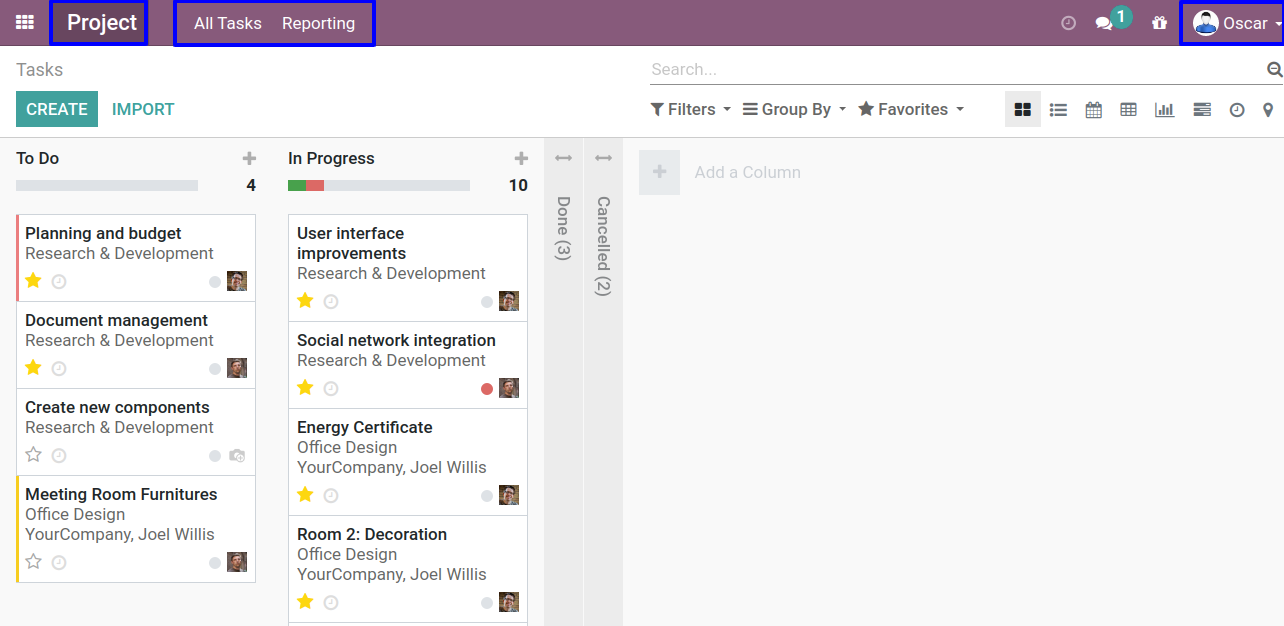 Project
All Tasks Reporting
1
Oscar
Tasks
Search...
CREATE IMPORT
Filters Group By Favorites
To Do
4
Planning and budget
Research & Development
Document management
Research & Development
Create new components
Research & Development
Meeting Room Furnitures
Office Design
YourCompany, Joel Willis
In Progress
10
User interface
improvements
Research & Development
Social network integration
Research & Development
Energy Certificate
Office Design
YourCompany, Joel Willis
Room 2: Decoration
Office Design
YourCompany, Joel Willis
Done (3)
Cancelled (2)
Add a Column